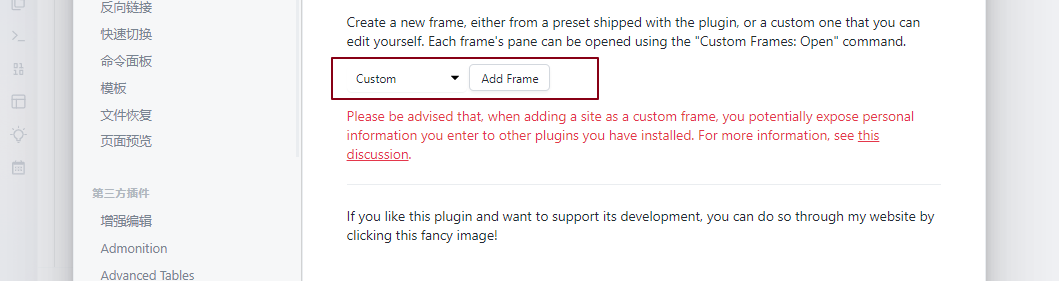 反向链接
快速切换
命令面板
模板
文件恢复
页面预览
第三方插件
增强编辑
Admonition
Advanced Tables
Create a new frame, either from a preset shipped with the plugin, or a custom one that you can
edit yourself. Each frame's pane can be opened using the "Custom Frames: Open" command.
Custom
Add Frame
Please be advised that, when adding a site as a custom frame, you potentially expose personal
information you enter to other plugins you have installed. For more information, see this
discussion.
If you like this plugin and want to support its development, you can do so through my website by
clicking this fancy image!